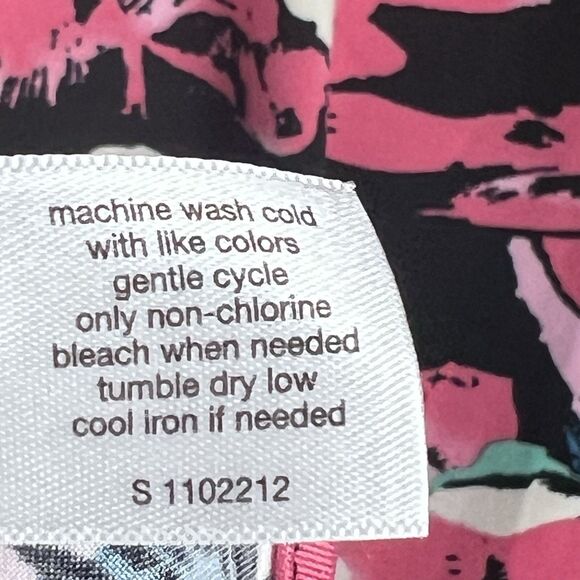 machine wash cold
with like colors
gentle cycle
only non-chlorine
bleach when needed
tumble dry low
cool iron if needed
S 1102212